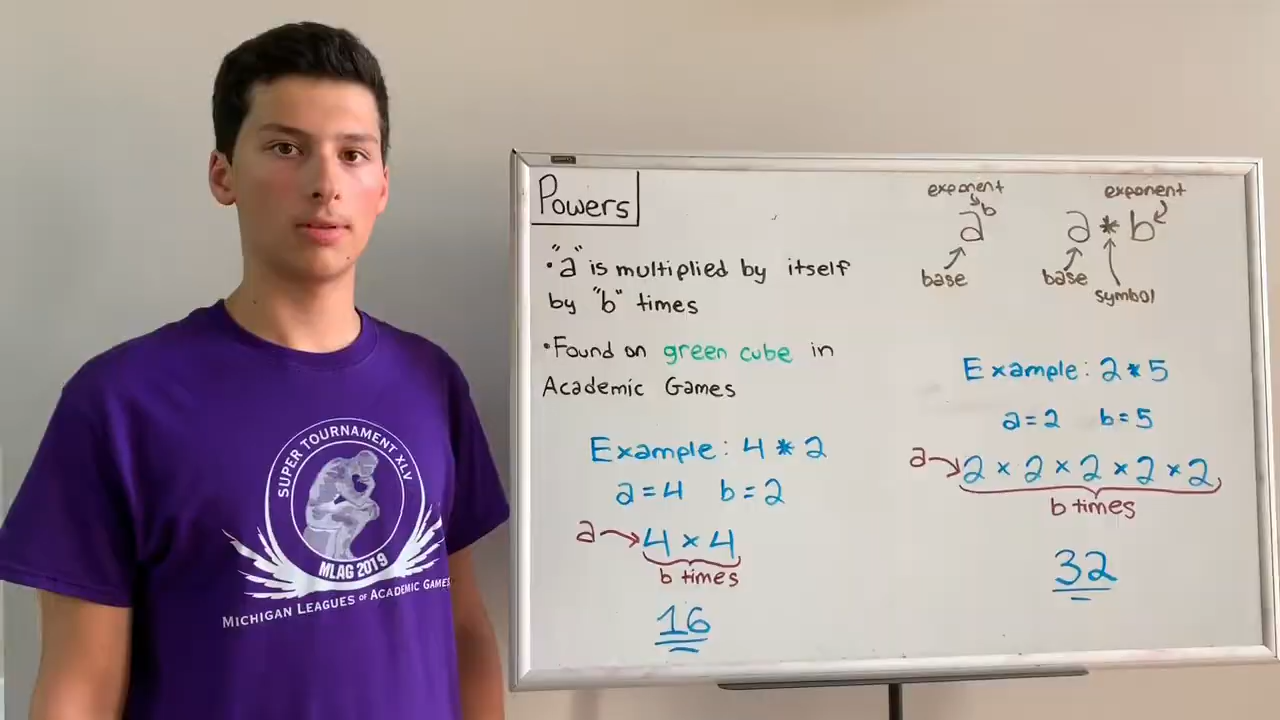 Powers
• "a" is multiplied by itself
by "b" times
• Found on green cube in
Academic Games
Example: 4 * 2
a=4 b=2
a→4 × 4
b times
16
exponent
a^b
base
exponent
a * b
base
symbol
Example: 2 * 5
a=2 b=5
a→2 × 2 × 2 × 2 × 2
b times
32
SUPER TOURNAMENT XLV
MLAG 2019
MICHIGAN LEAGUES OF ACADEMIC GAMES